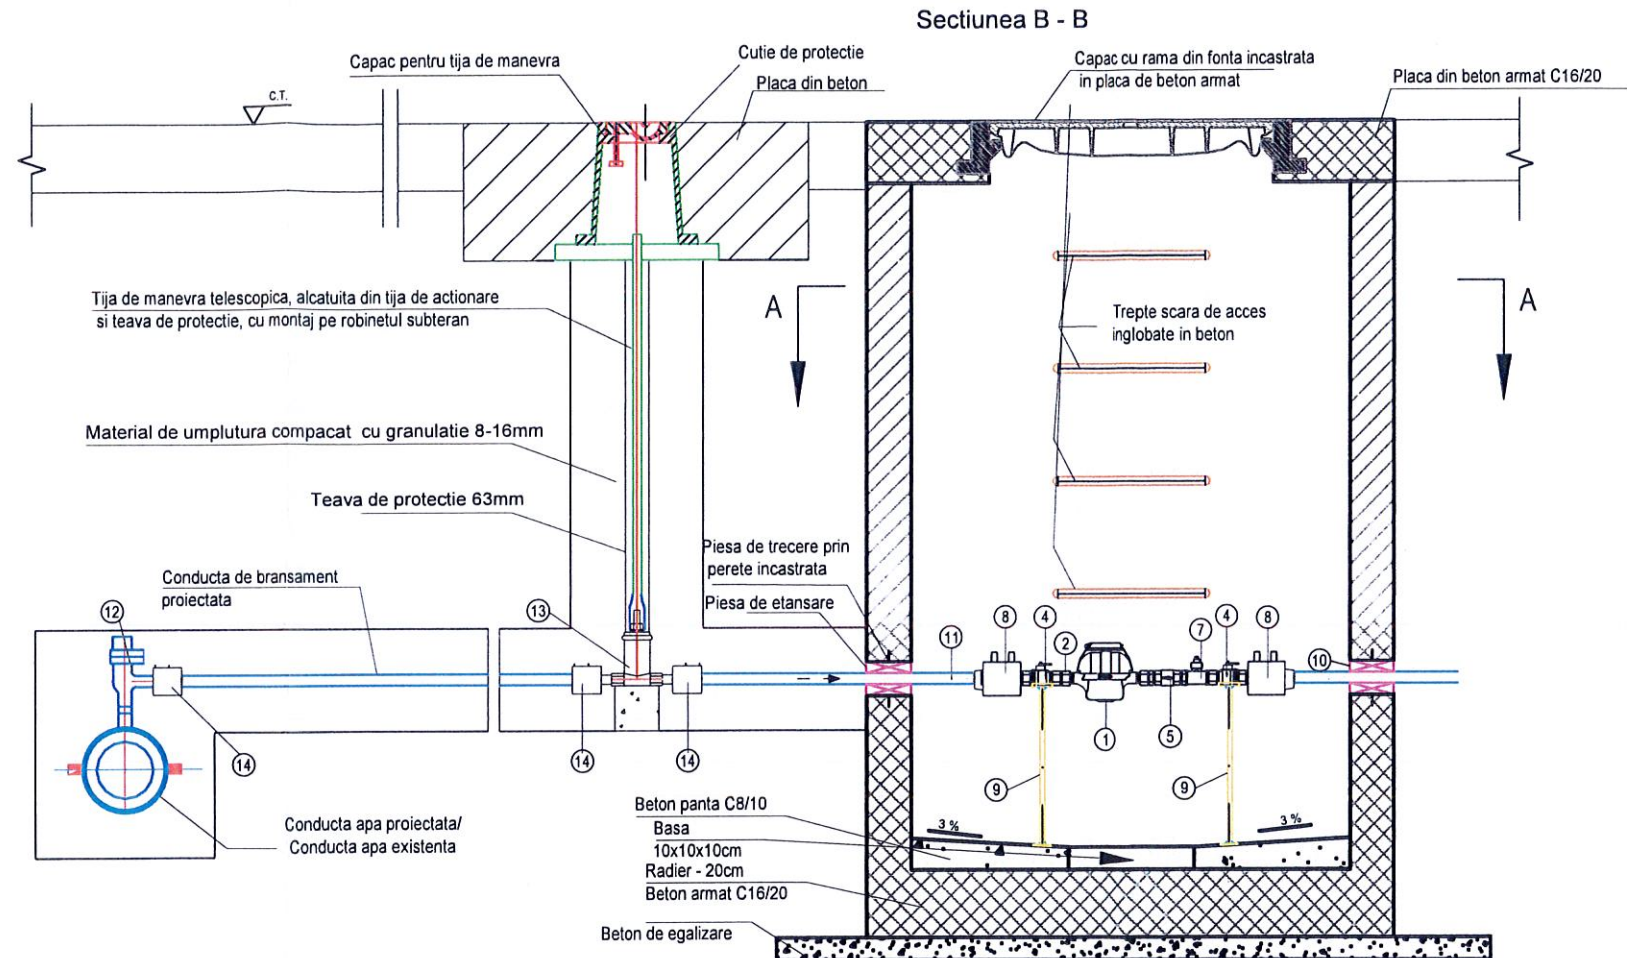 Sectiunea B - B
Capac pentru tija de manevra
Cutie de protectie
Placa din beton
Capac cu rama din fonta incastrata
in placa de beton armat
Placa din beton armat C16/20
C.T.
Tija de manevra telescopica, alcatuita din tija de actionare
si teava de protectie, cu montaj pe robinetul subteran
A
A
Trepte scara de acces
inglobate in beton
Material de umplutura compacat cu granulatie 8-16mm
Teava de protectie 63mm
Piesa de trecere prin
perete incastrata
Piesa de etansare
Conducta de bransament
proiectata
12
13
11
8
4
2
7
4
8
10
14
14
14
1
5
9
9
Conducta apa proiectata/
Conducta apa existenta
Beton panta C8/10
Basa
10x10x10cm
Radier - 20cm
Beton armat C16/20
Beton de egalizare
3 %
3 %